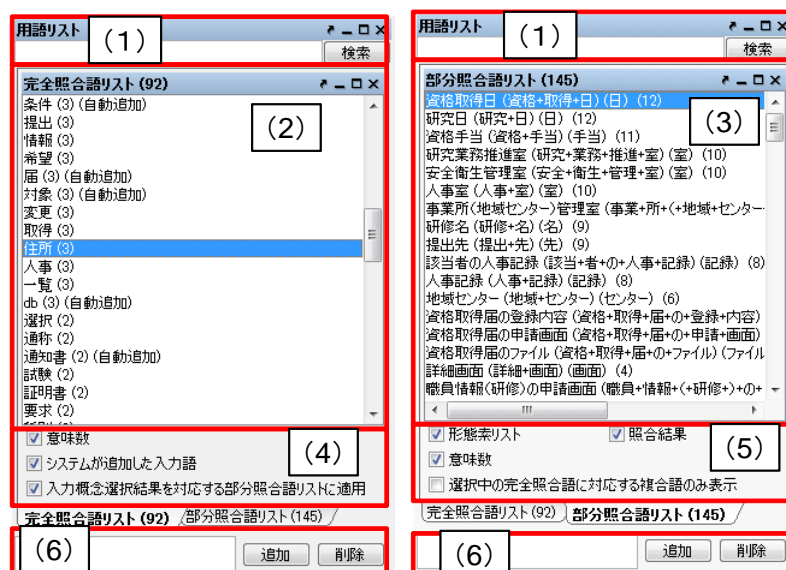 用語リスト
(1)
検索
完全照合語リスト (92)
(2)
条件 (3) (自動追加)
提出 (3)
情報 (3)
希望 (3)
届 (3) (自動追加)
対象 (3) (自動追加)
変更 (3)
取得 (3)
住所 (3)
人事 (3)
一覧 (3)
db (3) (自動追加)
選択 (2)
通称 (2)
通知書 (2) (自動追加)
試験 (2)
証明書 (2)
要求 (2)
(4)
意味数
システムが追加した入力語
入力概念選択結果を対応する部分照合語リストに適用
完全照合語リスト (92) 部分照合語リスト (145)
(6)
追加 削除
用語リスト
(1)
検索
部分照合語リスト (145)
(3)
資格取得日 (資格+取得+日) (日) (12)
研究日 (研究+日) (日) (12)
資格手当 (資格+手当) (手当) (11)
研究業務推進室 (研究+業務+推進+室) (室) (10)
安全衛生管理室 (安全+衛生+管理+室) (室) (10)
人事室 (人事+室) (室) (10)
事業所(地域センター)管理室 (事業+所+(+地域+センター
研修名 (研修+名) (名) (9)
提出先 (提出+先) (先) (9)
該当者の人事記録 (該当+者+の+人事+記録) (記録) (8)
人事記録 (人事+記録) (記録) (8)
地域センター (地域+センター) (センター) (6)
資格取得届の登録内容 (資格+取得+届+の+登録+内容)
資格取得届の申請画面 (資格+取得+届+の+申請+画面)
資格取得届のファイル (資格+取得+届+の+ファイル) (ファイル
詳細画面 (詳細+画面) (画面) (4)
職員情報(研修)の申請画面 (職員+情報+(+研修+)+の+
(5)
形態素リスト 照合結果
意味数
選択中の完全照合語に対応する複合語のみ表示
完全照合語リスト (92) 部分照合語リスト (145)
(6)
追加 削除